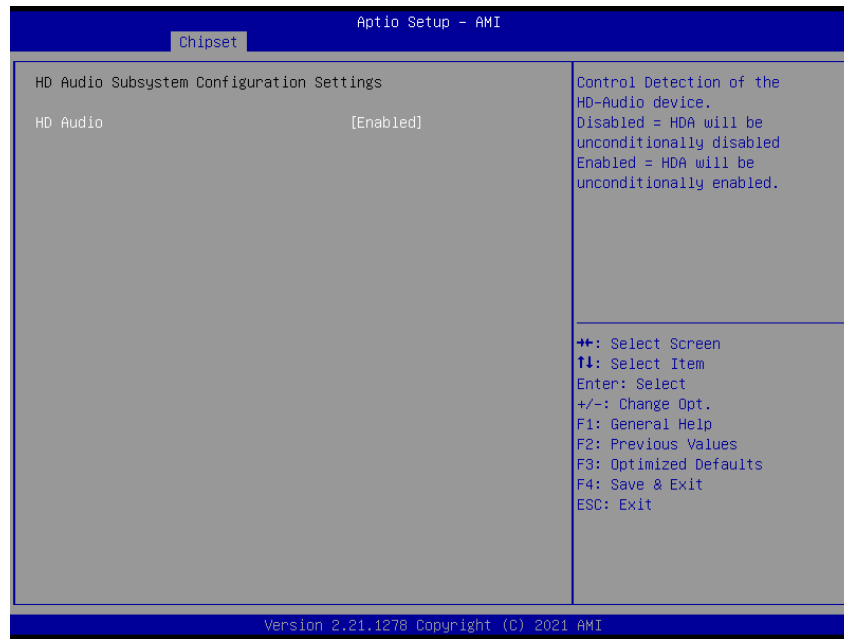 Aptio Setup - AMI
Chipset
HD Audio Subsystem Configuration Settings
HD Audio [Enabled]
Control Detection of the
HD-Audio device.
Disabled = HDA will be
unconditionally disabled
Enabled = HDA will be
unconditionally enabled.
→←: Select Screen
↑↓: Select Item
Enter: Select
+/-: Change Opt.
F1: General Help
F2: Previous Values
F3: Optimized Defaults
F4: Save & Exit
ESC: Exit
Version 2.21.1278 Copyright (C) 2021 AMI